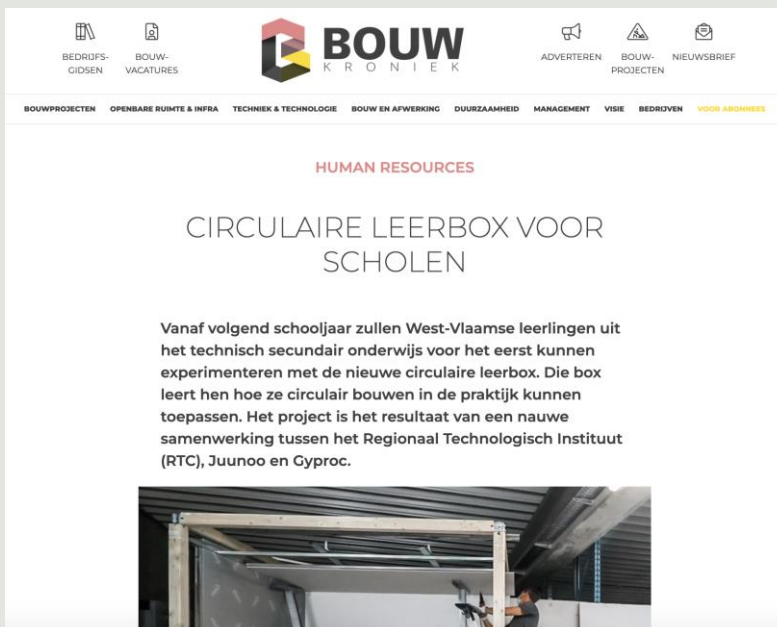 BEDRIJFS-
GIDSEN
BOUW-
VACATURES
BOUW
KRONIEK
ADVERTEREN
BOUW-
PROJECTEN
NIEUWSBRIEF
BOUWPROJECTEN OPENBARE RUIMTE & INFRA TECHNIEK & TECHNOLOGIE BOUW EN AFWERKING DUURZAAMHEID MANAGEMENT VISIE BEDRIJVEN VOOR ABONNEES
HUMAN RESOURCES
CIRCULAIRE LEERBOX VOOR
SCHOLEN
Vanaf volgend schooljaar zullen West-Vlaamse leerlingen uit
het technisch secundair onderwijs voor het eerst kunnen
experimenteren met de nieuwe circulaire leerbox. Die box
leert hen hoe ze circulair bouwen in de praktijk kunnen
toepassen. Het project is het resultaat van een nauwe
samenwerking tussen het Regionaal Technologisch Instituut
(RTC), Juunoo en Gyproc.